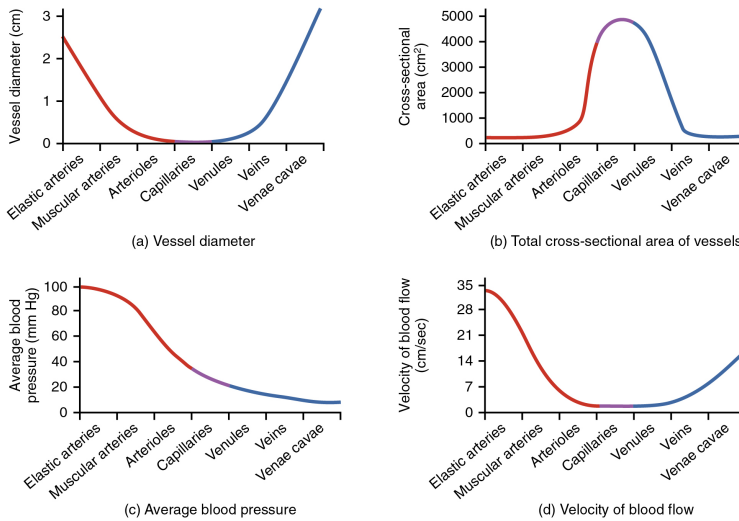 Vessel diameter (cm)
3
2
1
0
Elastic arteries
Muscular arteries
Arterioles
Capillaries
Venules
Veins
Venae cavae
(a) Vessel diameter
Cross-sectional
area (cm²)
5000
4000
3000
2000
1000
0
Elastic arteries
Muscular arteries
Arterioles
Capillaries
Venules
Veins
Venae cavae
(b) Total cross-sectional area of vessels
Average blood
pressure (mm Hg)
100
80
60
40
20
0
Elastic arteries
Muscular arteries
Arterioles
Capillaries
Venules
Veins
Venae cavae
(c) Average blood pressure
Velocity of blood flow
(cm/sec)
35
28
21
14
7
0
Elastic arteries
Muscular arteries
Arterioles
Capillaries
Venules
Veins
Venae cavae
(d) Velocity of blood flow